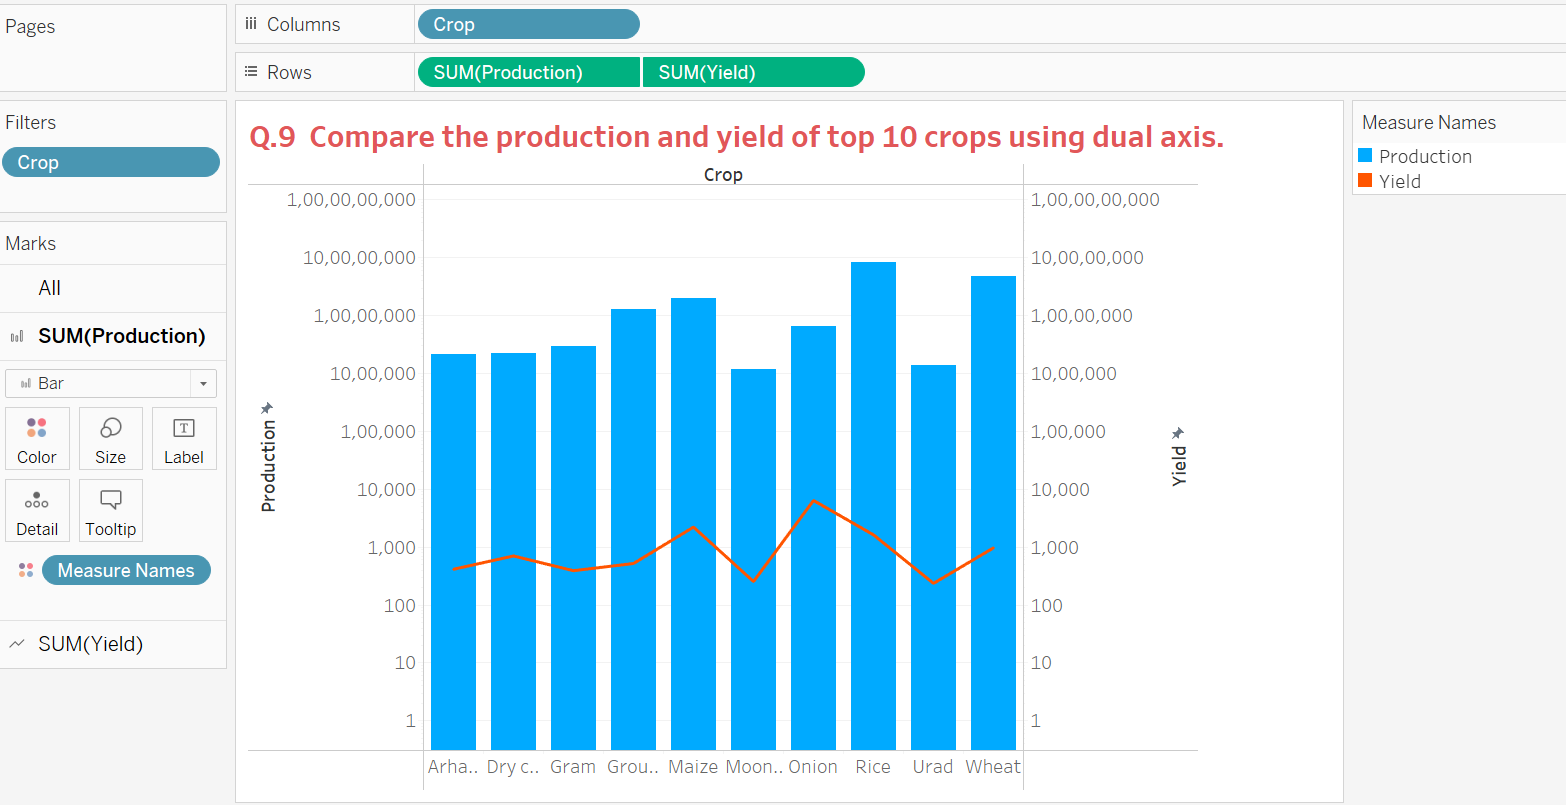 Pages
Columns
Crop
Rows
SUM(Production)
SUM(Yield)
Filters
Crop
Marks
All
SUM(Production)
Bar
Color
Size
T
Label
Detail
Tooltip
Measure Names
SUM(Yield)
Q.9 Compare the production and yield of top 10 crops using dual axis.
Crop
Production
1,00,00,00,000
10,00,00,000
1,00,00,000
10,00,000
1,00,000
10,000
1,000
100
10
1
1,00,00,00,000
10,00,00,000
1,00,00,000
10,00,000
1,00,000
10,000
1,000
100
10
1
Yield
Arha..
Dry c..
Gram
Grou..
Maize
Moon..
Onion
Rice
Urad
Wheat
Measure Names
Production
Yield